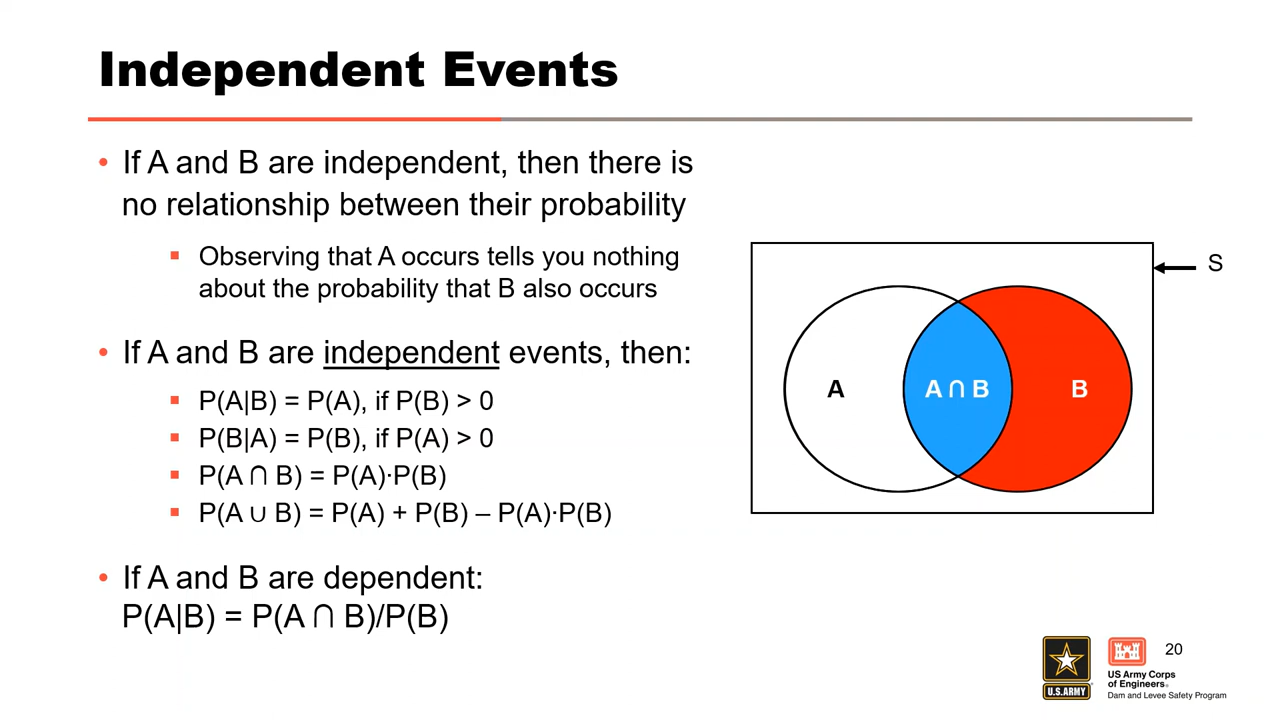 Independent Events
• If A and B are independent, then there is
no relationship between their probability
▪ Observing that A occurs tells you nothing
about the probability that B also occurs
• If A and B are independent events, then:
▪ P(A|B) = P(A), if P(B) > 0
▪ P(B|A) = P(B), if P(A) > 0
▪ P(A ∩ B) = P(A)·P(B)
▪ P(A ∪ B) = P(A) + P(B) – P(A)·P(B)
• If A and B are dependent:
P(A|B) = P(A ∩ B)/P(B)
S
A
A ∩ B
B
U.S. ARMY
US Army Corps
of Engineers®
Dam and Levee Safety Program
20